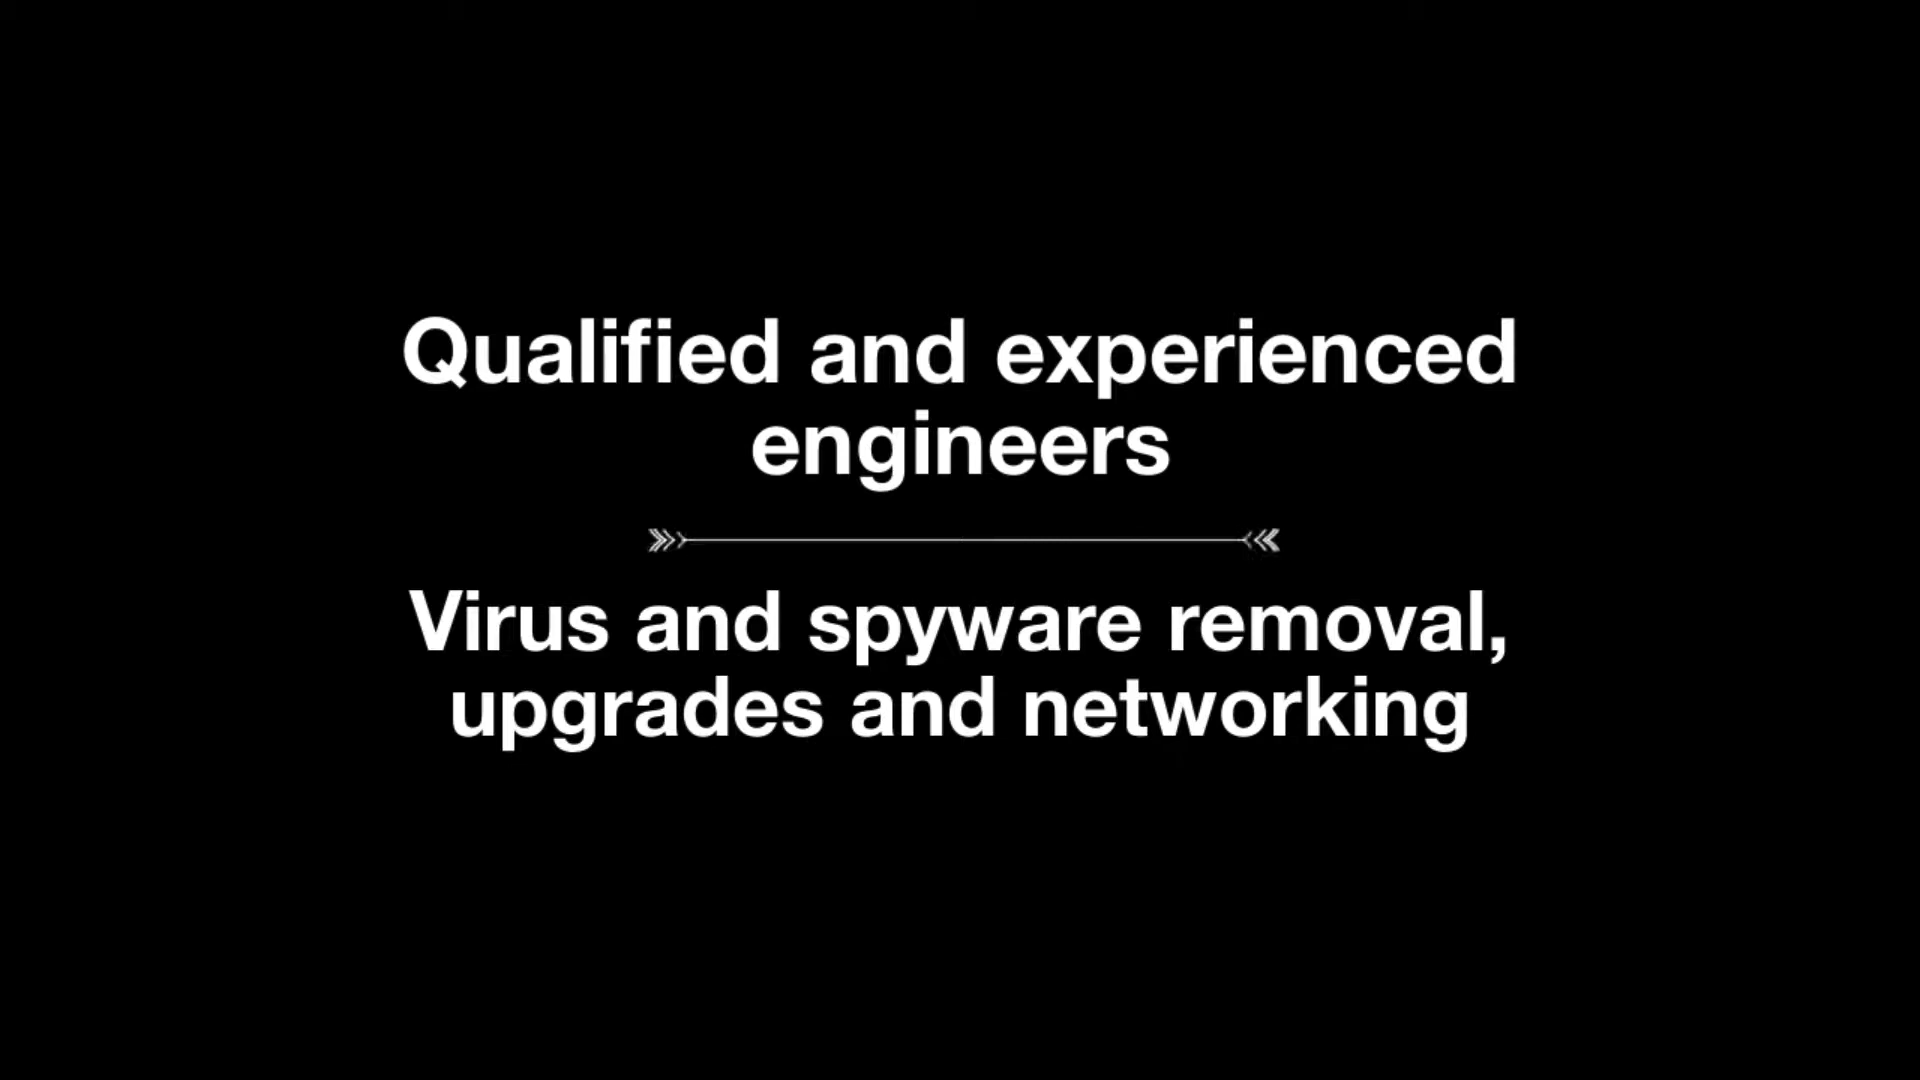 Qualified and experienced
engineers
Virus and spyware removal,
upgrades and networking